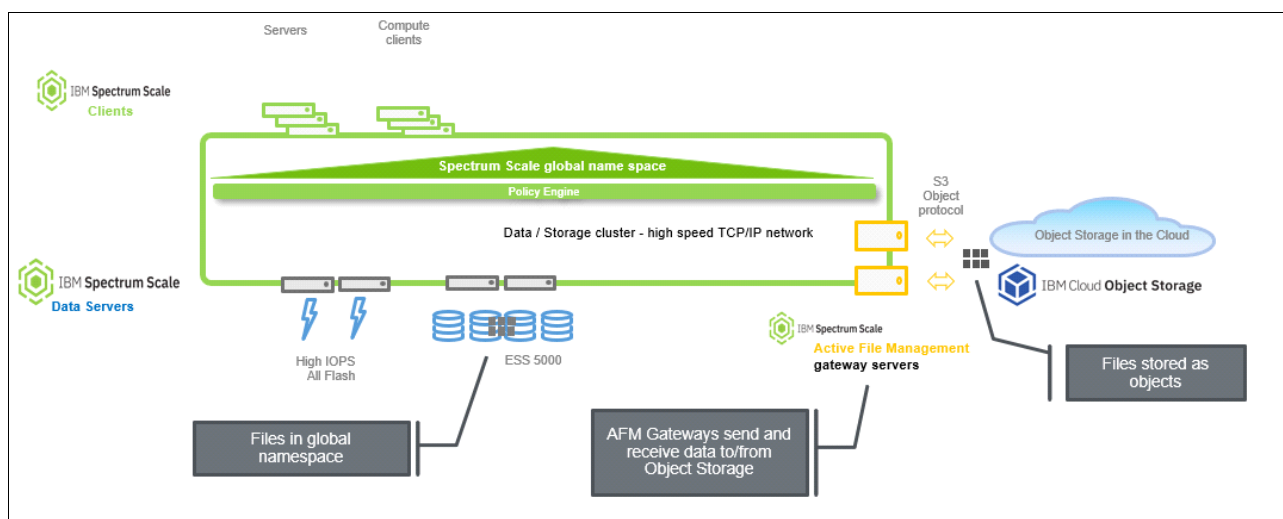 Servers
Compute
clients
IBM Spectrum Scale
Clients
Spectrum Scale global name space
Policy Engine
S3
Object
protocol
Data / Storage cluster - high speed TCP/IP network
Object Storage in the Cloud
IBM Spectrum Scale
Data Servers
IBM Cloud Object Storage
High IOPS
All Flash
ESS 5000
IBM Spectrum Scale
Active File Management
gateway servers
Files stored as
objects
Files in global
namespace
AFM Gateways send and
receive data to/from
Object Storage